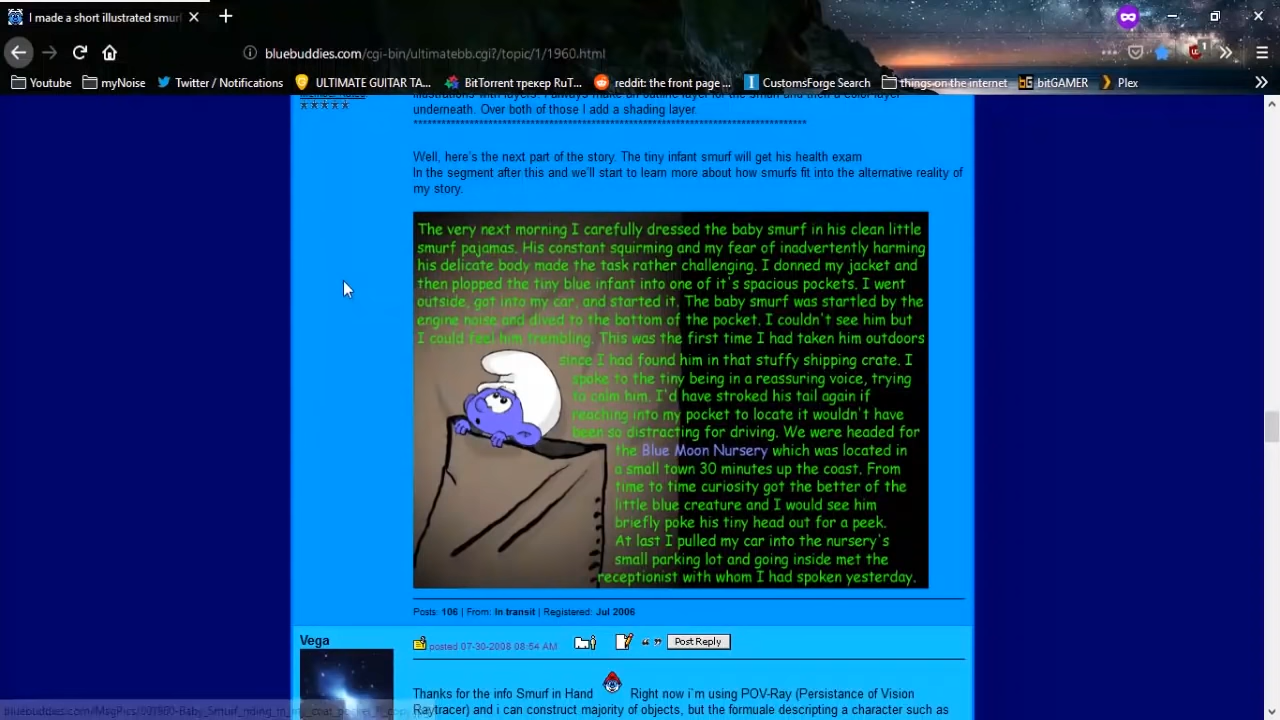 I made a short illustrated smur
bluebuddies.com/cgi-bin/ultimatebb.cgi?/topic/1/1960.html
Youtube
myNoise
Twitter / Notifications
ULTIMATE GUITAR TA...
BitTorrent трекер RuT...
reddit: the front page ...
CustomsForge Search
things on the internet
bitGAMER
Plex
underneath. Over both of those I add a shading layer.
Well, here's the next part of the story. The tiny infant smurf will get his health exam
In the segment after this and we'll start to learn more about how smurfs fit into the alternative reality of
my story.
The very next morning I carefully dressed the baby smurf in his clean little
smurf pajamas. His constant squirming and my fear of inadvertently harming
his delicate body made the task rather challenging. I donned my jacket and
then plopped the tiny blue infant into one of it's spacious pockets. I went
outside, got into my car, and started it. The baby smurf was startled by the
engine noise and dived to the bottom of the pocket. I couldn't see him but
I could feel him trembling. This was the first time I had taken him outdoors
since I had found him in that stuffy shipping crate. I
spoke to the tiny being in a reassuring voice, trying
to calm him. I'd have stroked his tail again if
reaching into my pocket to locate it wouldn't have
been so distracting for driving. We were headed for
the Blue Moon Nursery which was located in
a small town 30 minutes up the coast. From
time to time curiosity got the better of the
little blue creature and I would see him
briefly poke his tiny head out for a peek.
At last I pulled my car into the nursery's
small parking lot and going inside met the
receptionist with whom I had spoken yesterday.
Posts: 106 | From: In transit | Registered: Jul 2006
Vega
posted 07-30-2008 08:54 AM
Post Reply
Thanks for the info Smurf in Hand Right now i`m using POV-Ray (Persistance of Vision
Raytracer) and i can construct majority of objects, but the formuale descripting a character such as